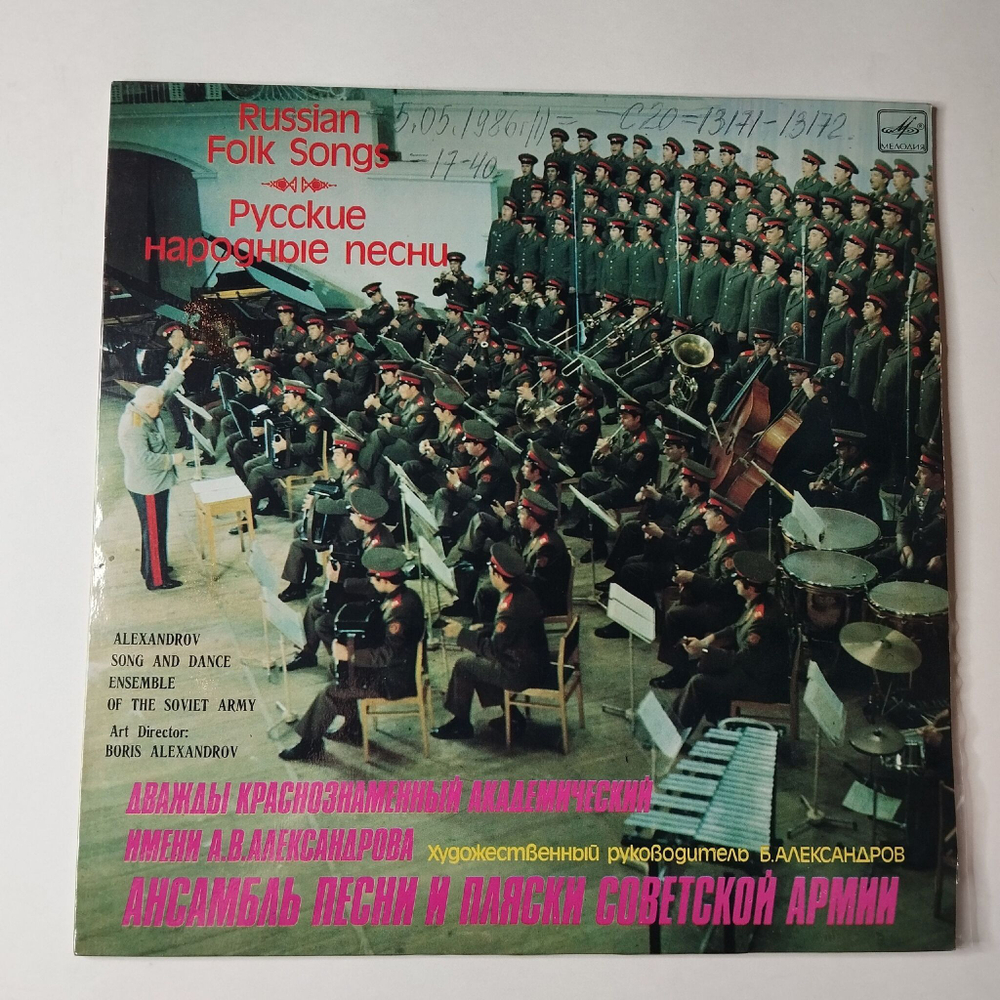 Russian
Folk Songs
Русские
народные песни
5.05.1986г
С20=13171-13172.
=17-40
МЕЛОДИЯ
ALEXANDROV
SONG AND DANCE
ENSEMBLE
OF THE SOVIET ARMY
Art Director:
BORIS ALEXANDROV
ДВАЖДЫ КРАСНОЗНАМЕННЫЙ АКАДЕМИЧЕСКИЙ
ИМЕНИ А.В.АЛЕКСАНДРОВА
Художественный руководитель Б.АЛЕКСАНДРОВ
АНСАМБЛЬ ПЕСНИ И ПЛЯСКИ СОВЕТСКОЙ АРМИИ